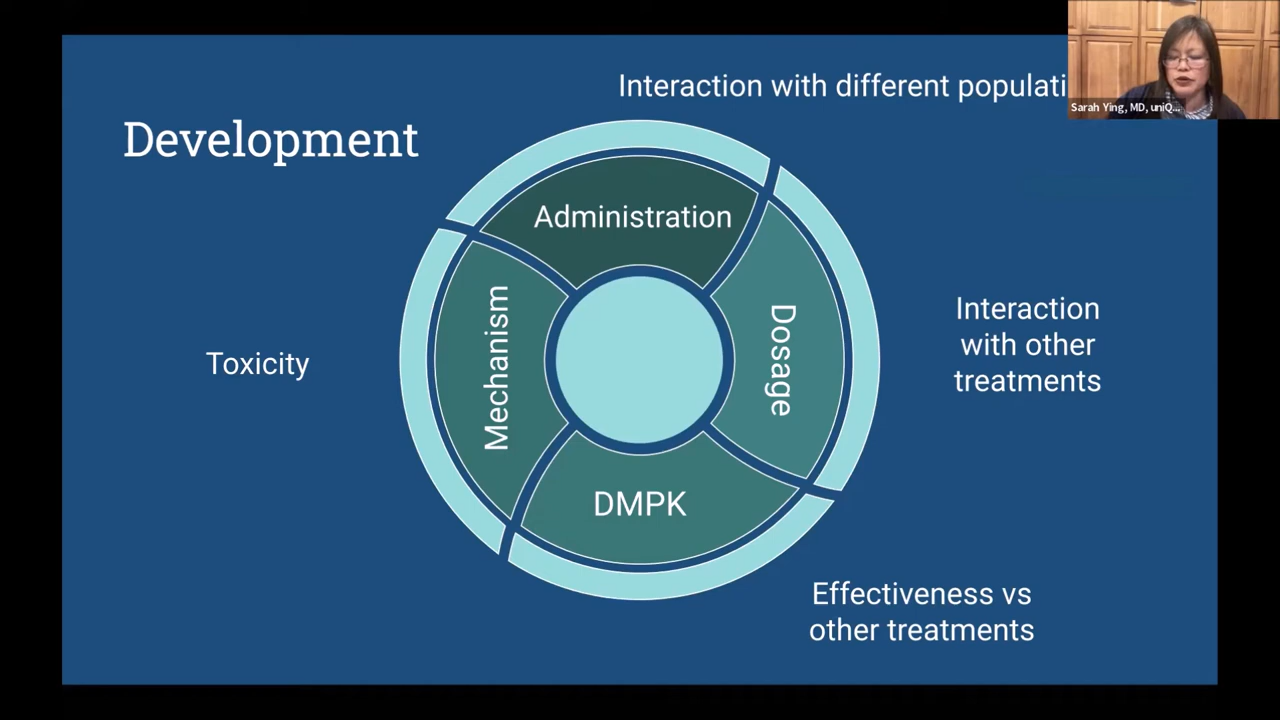 Interaction with different populati
Sarah Ying, MD, uniQ...
Development
Administration
Mechanism
Dosage
DMPK
Toxicity
Interaction
with other
treatments
Effectiveness vs
other treatments